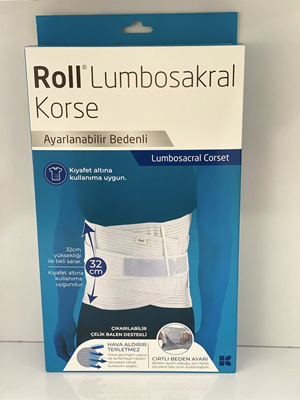 Roll® Lumbosakral
Korse
Ayarlanabilir Bedenli
Lumbosacral Corset
Kıyafet altına
kullanıma uygun.
32cm
yüksekliği
ile beli sarar.
Kıyafet altına
kullanıma
uygundur.
32
cm
ÇIKARILABİLİR
ÇELİK BALEN DESTEKLİ
HAVA ALDIRIR
TERLETMEZ
CIRTLI BEDEN AYARI